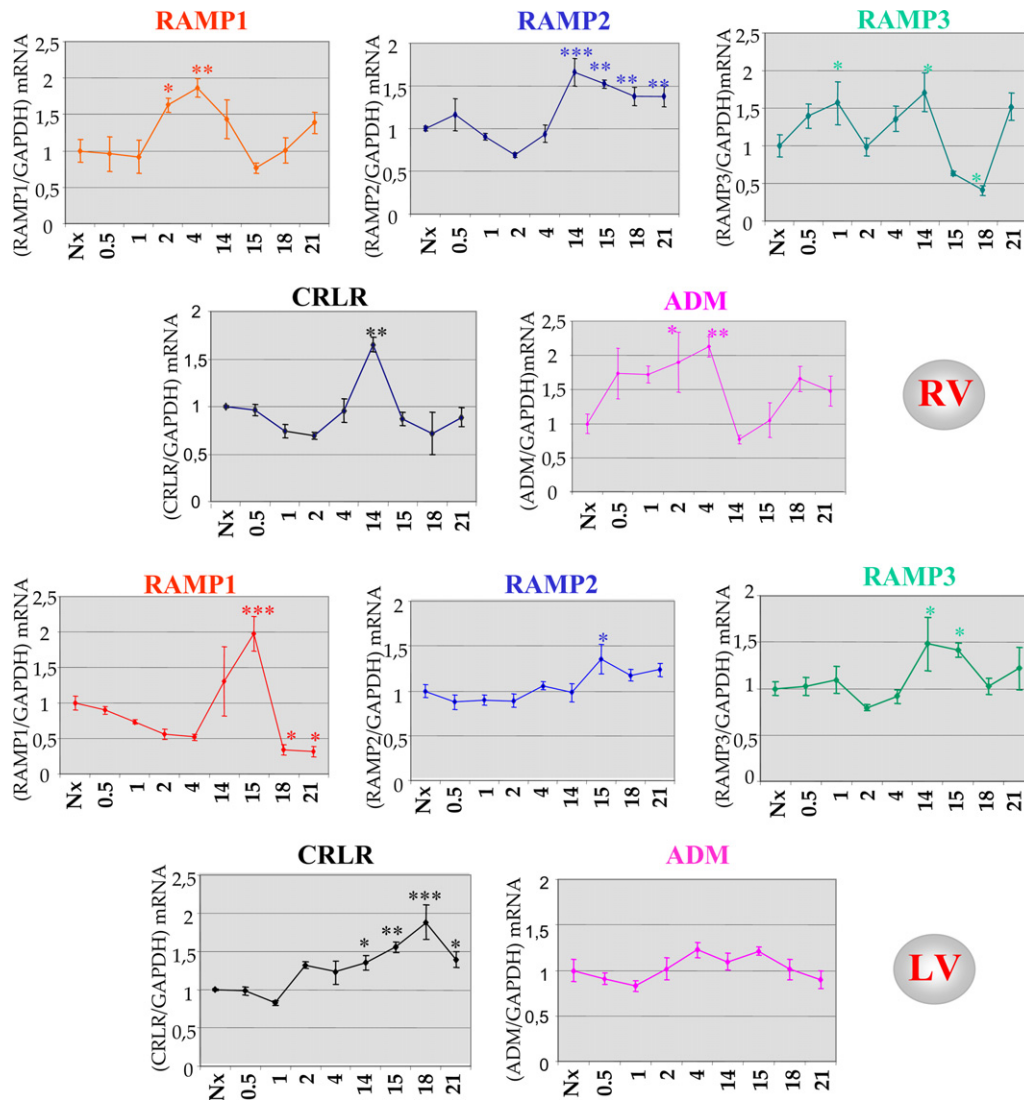 RAMP1
(RAMP1/GAPDH) mRNA
2,5
2
1,5
1
0,5
0
* **
Nx 0.5 1 2 4 14 15 18 21
RAMP2
(RAMP2/GAPDH) mRNA
2
1,5
1
0,5
0
*** ** ** **
Nx 0.5 1 2 4 14 15 18 21
RAMP3
(RAMP3/GAPDH)mRNA
2,5
2
1,5
1
0,5
0
* * *
Nx 0.5 1 2 4 14 15 18 21
CRLR
(CRLR/GAPDH) mRNA
2
1,5
1
0,5
0
**
Nx 0.5 1 2 4 14 15 18 21
ADM
(ADM/GAPDH)mRNA
2,5
2
1,5
1
0,5
0
* **
Nx 0.5 1 2 4 14 15 18 21
RV
RAMP1
(RAMP1/GAPDH) mRNA
2,5
2
1,5
1
0,5
0
*** * *
Nx 0.5 1 2 4 14 15 18 21
RAMP2
(RAMP2/GAPDH) mRNA
2
1,5
1
0,5
0
*
Nx 0.5 1 2 4 14 15 18 21
RAMP3
(RAMP3/GAPDH) mRNA
2
1,5
1
0,5
0
* *
Nx 0.5 1 2 4 14 15 18 21
CRLR
(CRLR/GAPDH) mRNA
2,5
2
1,5
1
0,5
0
* ** *** *
Nx 0.5 1 2 4 14 15 18 21
ADM
(ADM/GAPDH) mRNA
2
1,5
1
0,5
0
Nx 0.5 1 2 4 14 15 18 21
LV